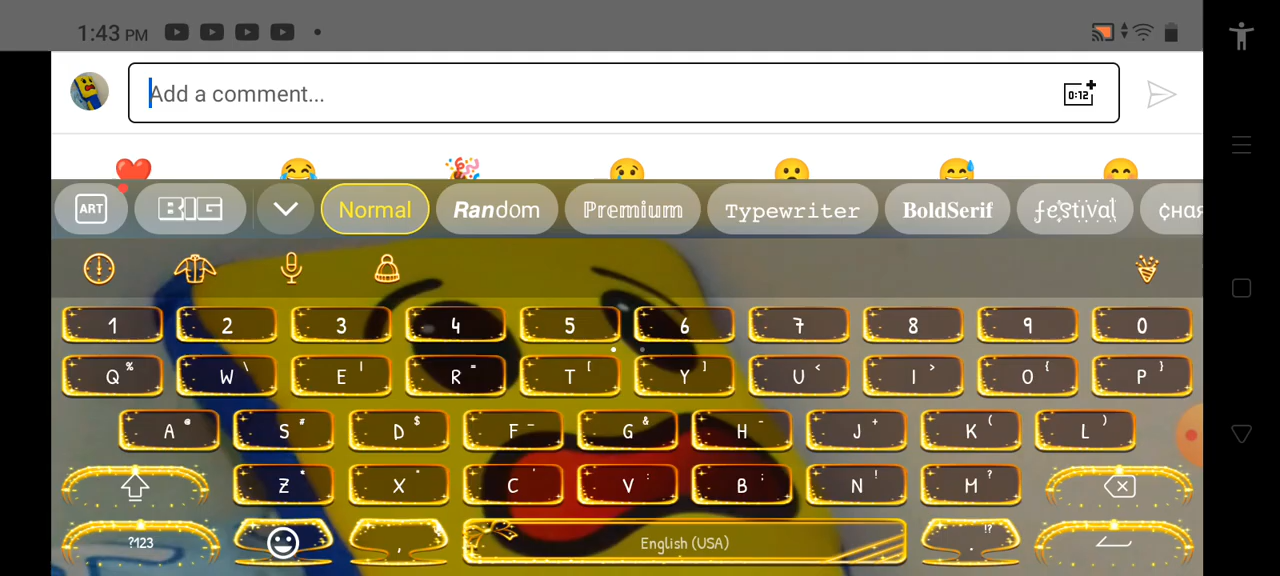 1:43 PM
Add a comment...
0:12
ART BIG Normal Random Premium Typewriter BoldSerif festival
1 2 3 4 5 6 7 8 9 0
Q % W \ E | R = T [ Y ] U < I > O { P }
A @ S # D $ F _ G & H - J + K ( L )
Z * X " C ' V : B ; N ! M ?
?123 , English (USA) . !?